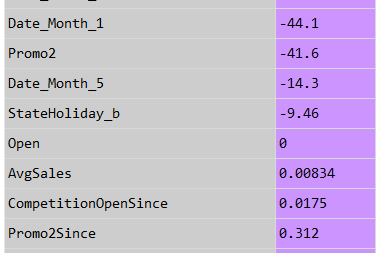 Date_Month_1 -44.1
Promo2 -41.6
Date_Month_5 -14.3
StateHoliday_b -9.46
Open 0
AvgSales 0.00834
CompetitionOpenSince 0.0175
Promo2Since 0.312